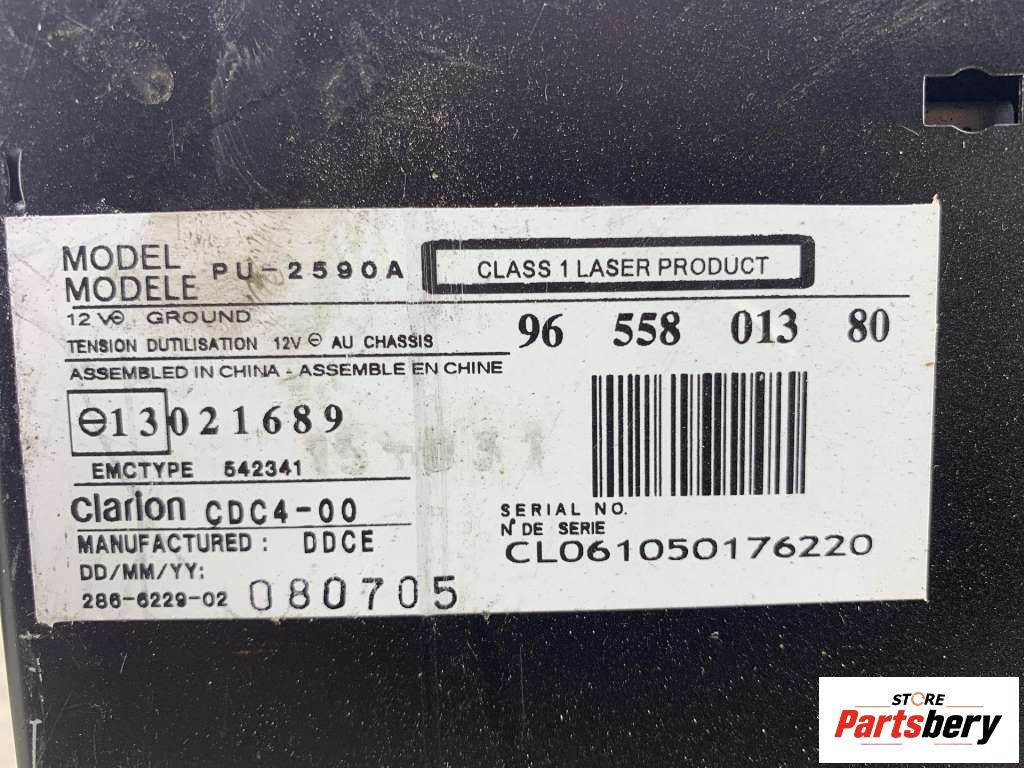 MODEL
MODELE PU-2590A
CLASS 1 LASER PRODUCT
12 V⊖ GROUND
TENSION DUTILISATION 12V ⊖ AU CHASSIS
96 558 013 80
ASSEMBLED IN CHINA - ASSEMBLE EN CHINE
⊖13 021689
EMCTYPE 542341
clarion CDC4-00
MANUFACTURED: DDCE
DD/MM/YY:
286-6229-02 080705
SERIAL NO.
N° DE SERIE
CL061050176220
STORE
Partsbery